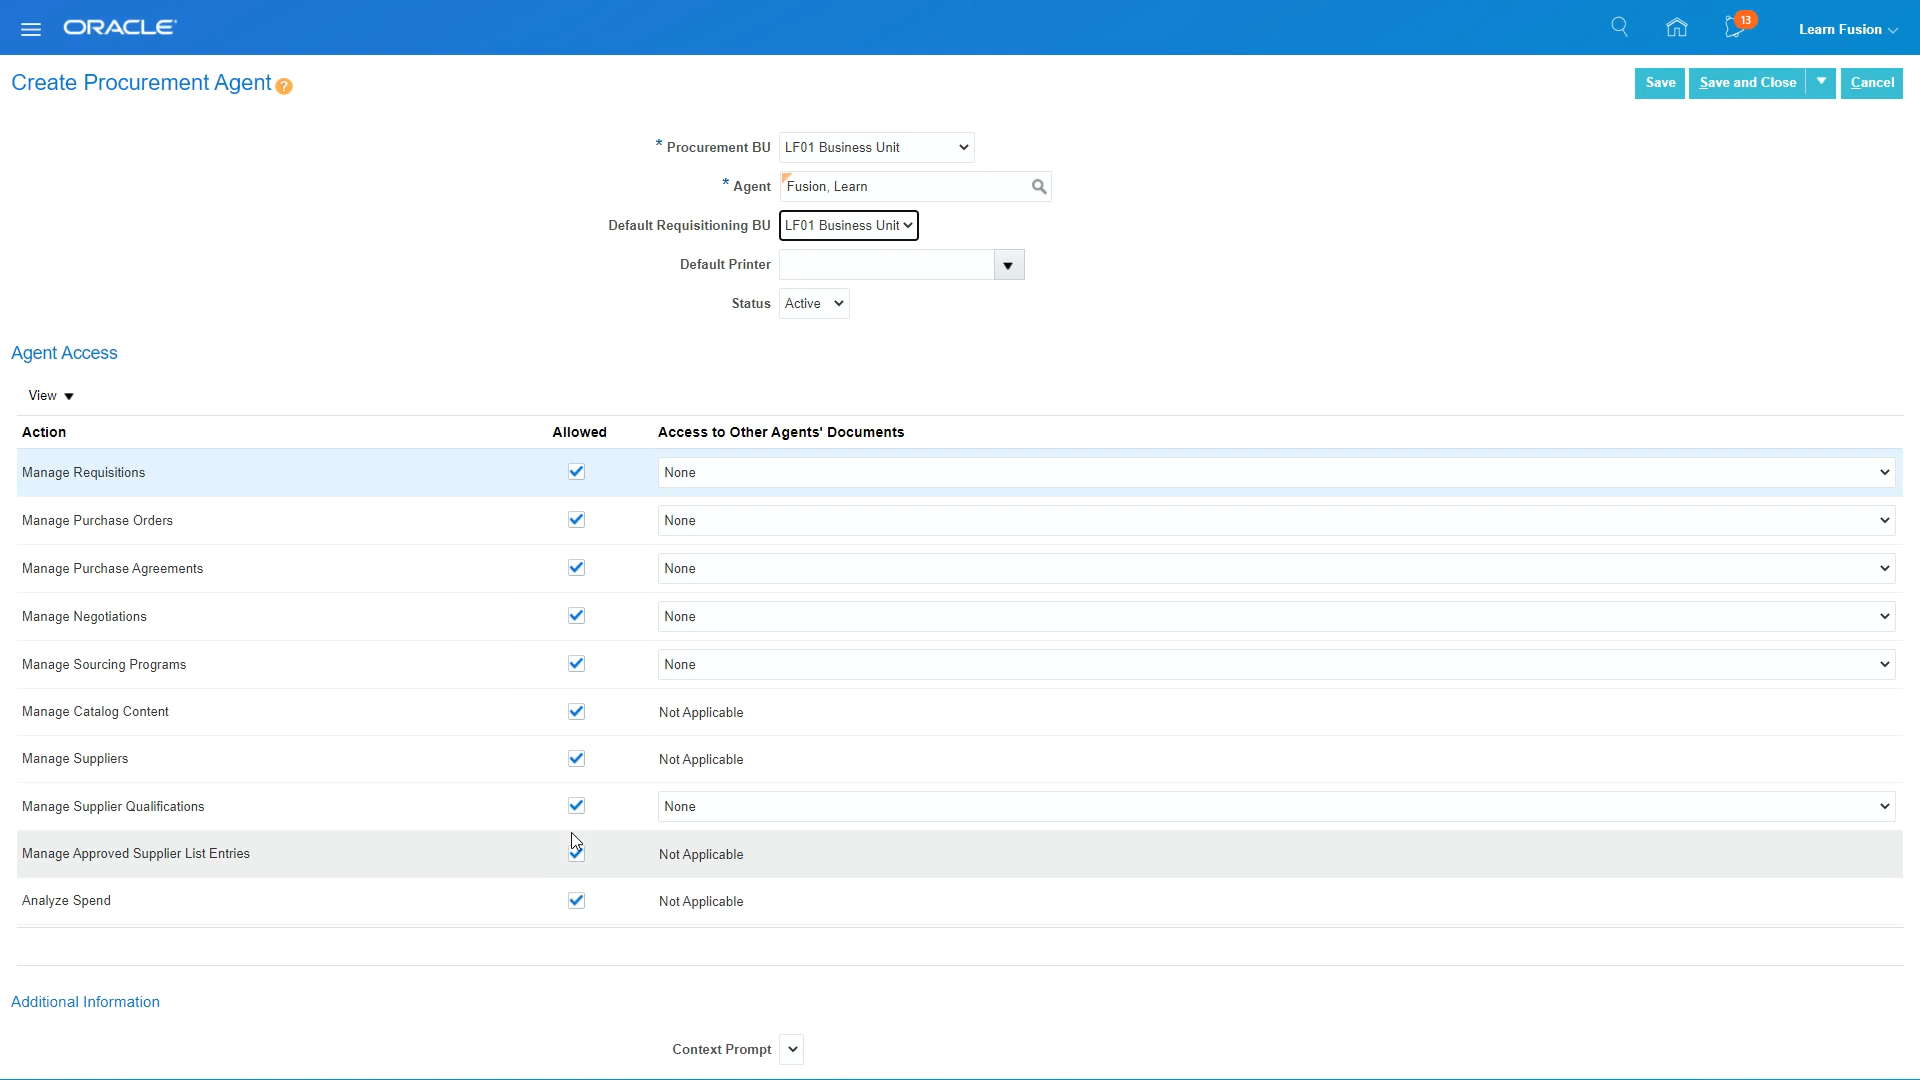 ORACLE
13
Learn Fusion
Create Procurement Agent ?
Save
Save and Close
Cancel
* Procurement BU LF01 Business Unit
* Agent Fusion, Learn
Default Requisitioning BU LF01 Business Unit
Default Printer
Status Active
Agent Access
View
Action Allowed Access to Other Agents' Documents
Manage Requisitions None
Manage Purchase Orders None
Manage Purchase Agreements None
Manage Negotiations None
Manage Sourcing Programs None
Manage Catalog Content Not Applicable
Manage Suppliers Not Applicable
Manage Supplier Qualifications None
Manage Approved Supplier List Entries Not Applicable
Analyze Spend Not Applicable
Additional Information
Context Prompt